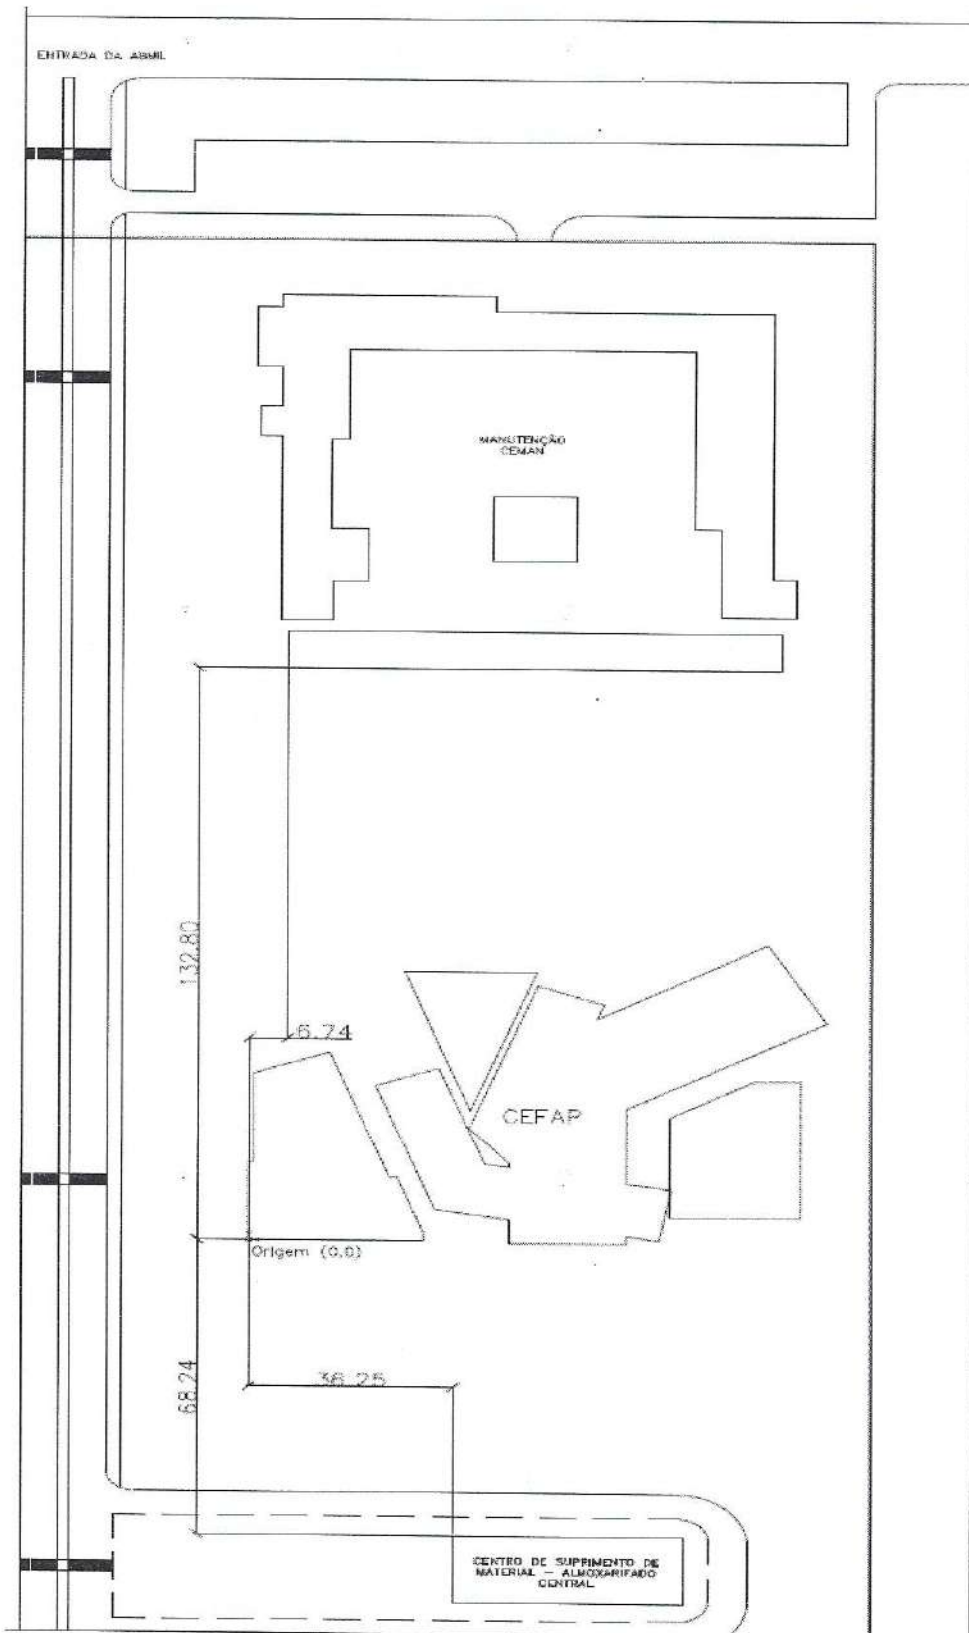 ENTRADA DA ABMIL
MANUTENÇÃO
CEMAN
132.80
6.74
CEFAP
Origem (0,0)
68.24
36.25
CENTRO DE SUPRIMENTO DE
MATERIAL – ALMOXARIFADO
CENTRAL